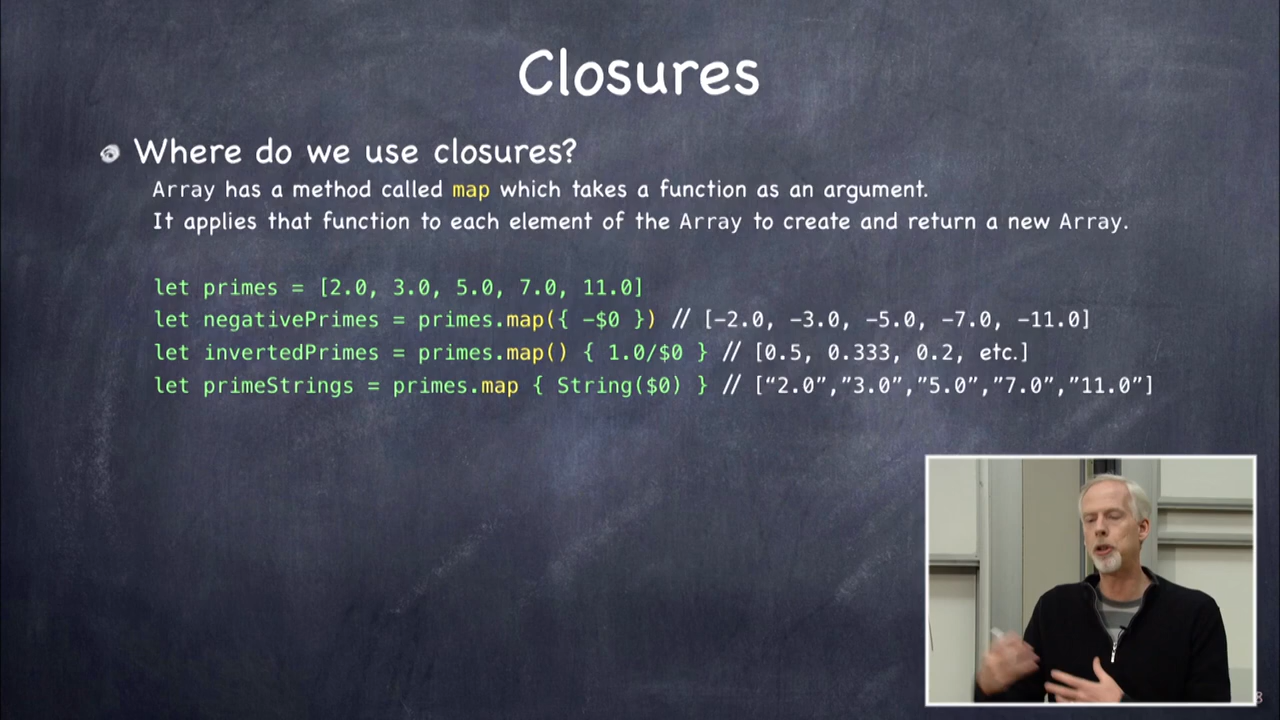 Closures
Where do we use closures?
Array has a method called map which takes a function as an argument.
It applies that function to each element of the Array to create and return a new Array.
let primes = [2.0, 3.0, 5.0, 7.0, 11.0]
let negativePrimes = primes.map({ -$0 }) // [-2.0, -3.0, -5.0, -7.0, -11.0]
let invertedPrimes = primes.map() { 1.0/$0 } // [0.5, 0.333, 0.2, etc.]
let primeStrings = primes.map { String($0) } // [“2.0”,”3.0”,”5.0”,”7.0”,”11.0”]